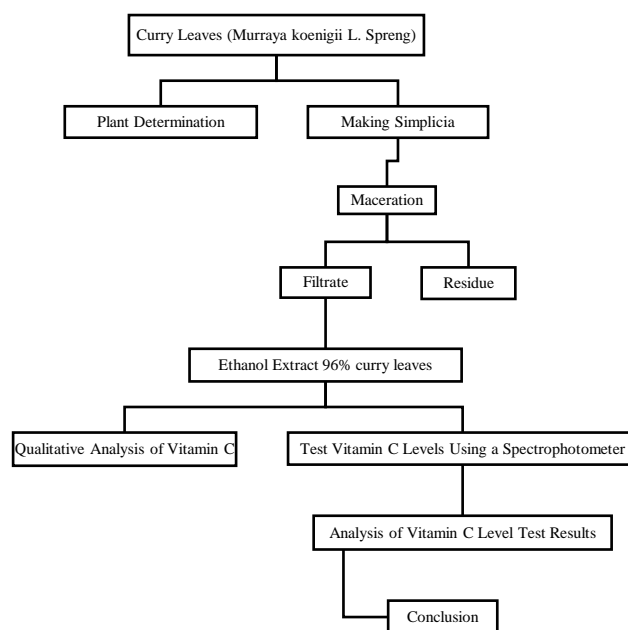 Curry Leaves (Murraya koenigii L. Spreng)
Plant Determination
Making Simplicia
Maceration
Filtrate
Residue
Ethanol Extract 96% curry leaves
Qualitative Analysis of Vitamin C
Test Vitamin C Levels Using a Spectrophotometer
Analysis of Vitamin C Level Test Results
Conclusion